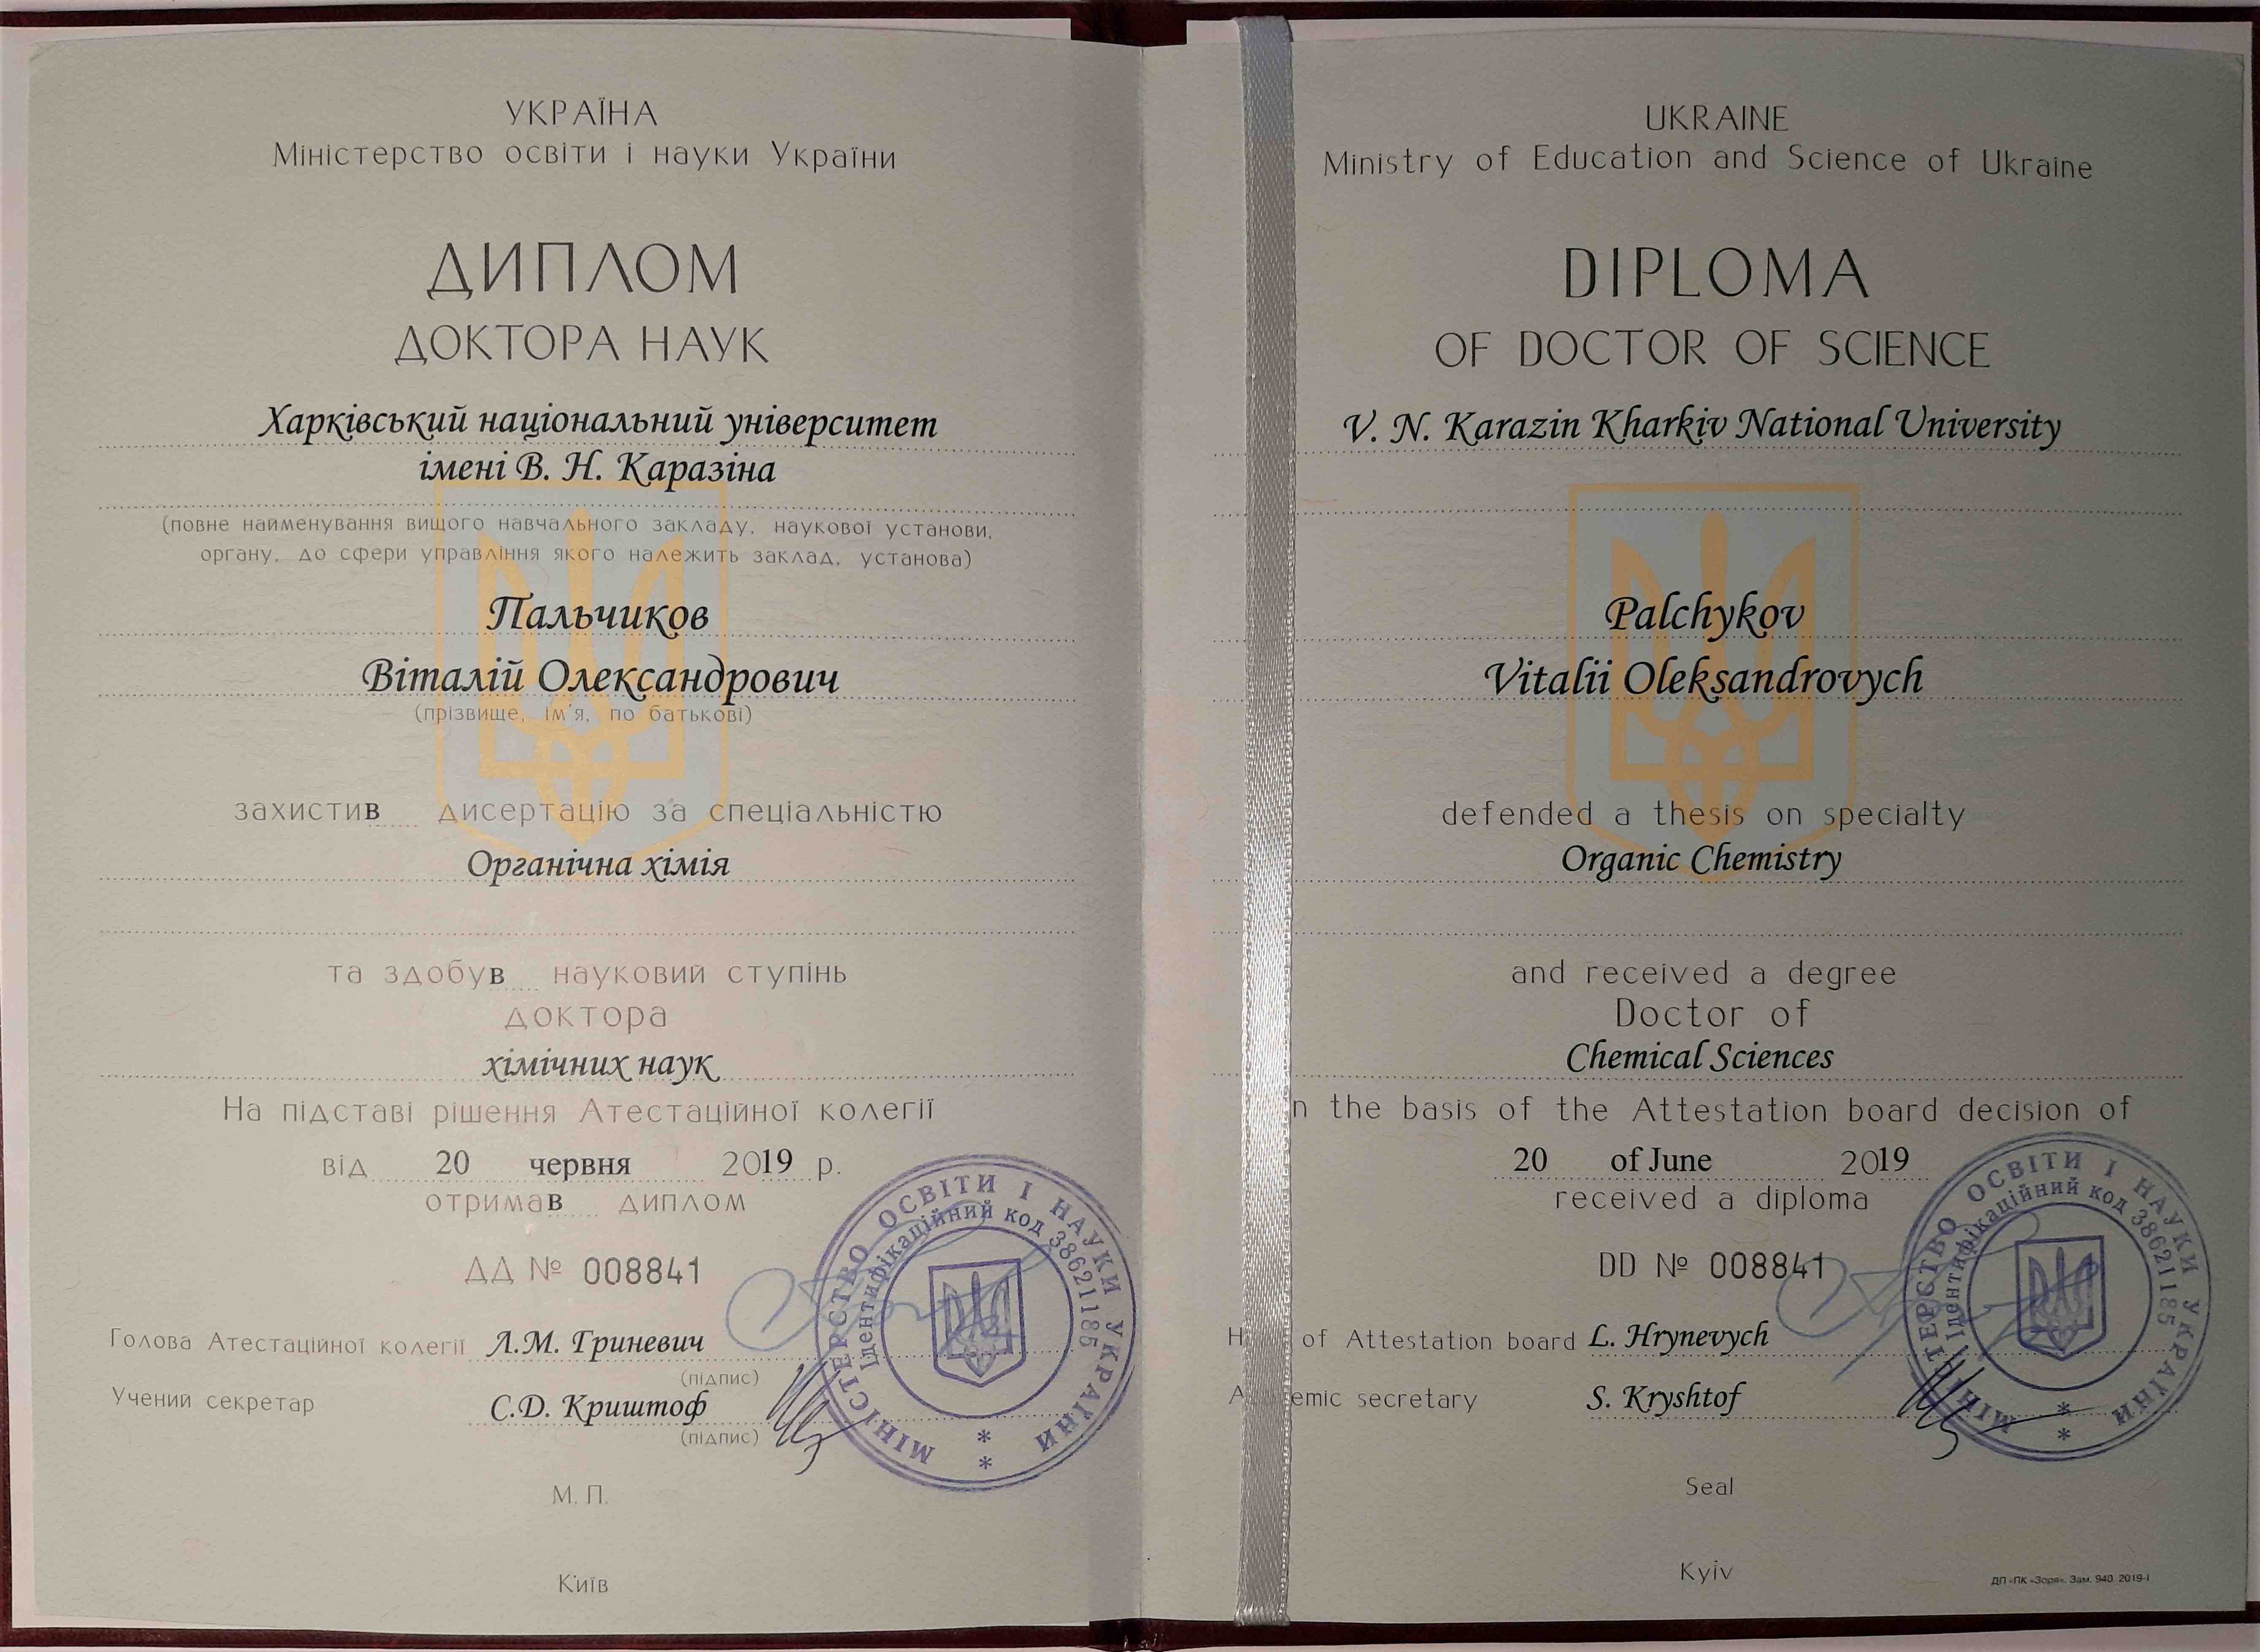 УКРАЇНА
Міністерство освіти і науки України
ДИПЛОМ
ДОКТОРА НАУК
Харківський національний університет
імені В. Н. Каразіна
(повне найменування вищого навчального закладу, наукової установи,
органу, до сфери управління якого належить заклад, установа)
Пальчиков
Віталій Олександрович
(прізвище, ім'я, по батькові)
захистив дисертацію за спеціальністю
Органічна хімія
та здобув науковий ступінь
доктора
хімічних наук
На підставі рішення Атестаційної колегії
від 20 червня 2019 р.
отримав диплом
ДД № 008841
Голова Атестаційної колегії Л.М. Гриневич
(підпис)
Учений секретар С.Д. Криштоф
(підпис)
МІНІСТЕРСТВО ОСВІТИ І НАУКИ УКРАЇНИ * *
Ідентифікаційний код 38621185
М. П.
Київ
UKRAINE
Ministry of Education and Science of Ukraine
DIPLOMA
OF DOCTOR OF SCIENCE
V. N. Karazin Kharkiv National University
Palchykov
Vitalii Oleksandrovych
defended a thesis on specialty
Organic Chemistry
and received a degree
Doctor of
Chemical Sciences
n the basis of the Attestation board decision of
20 of June 2019
received a diploma
DD № 008841
H of Attestation board L. Hrynevych
A emic secretary S. Kryshtof
МІНІСТЕРСТВО ОСВІТИ І НАУКИ УКРАЇНИ * *
Ідентифікаційний код 38621185
Seal
Kyiv
ДП «ПК «Зоря». Зам. 940. 2019-І